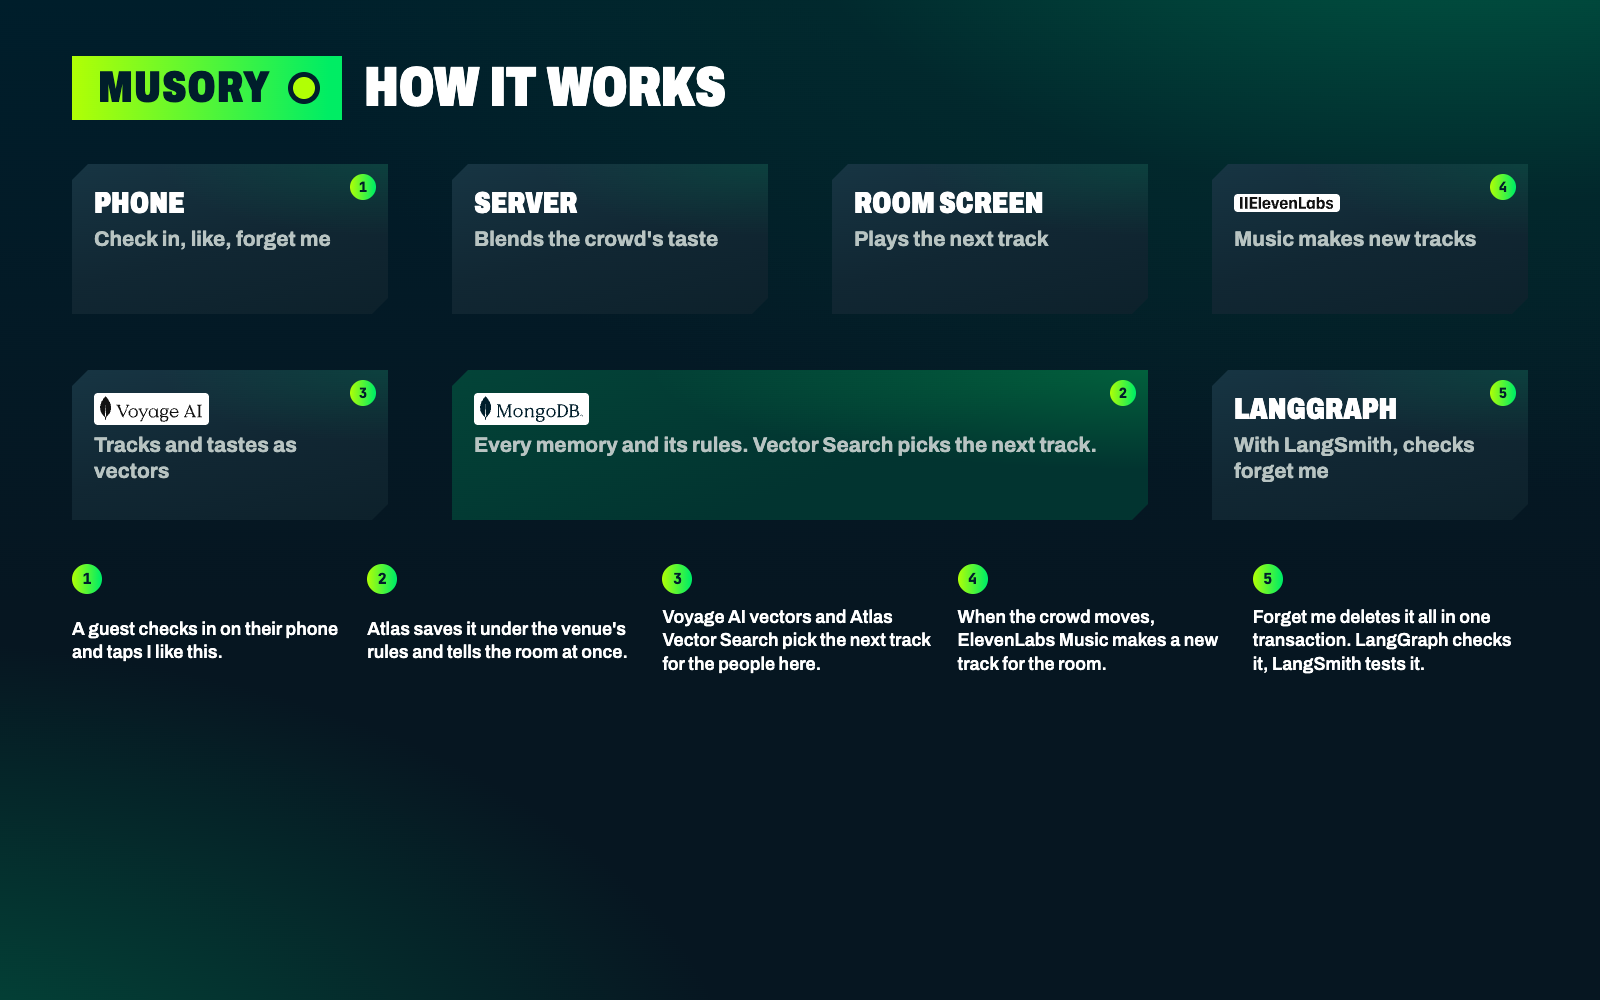 MUSORY
HOW IT WORKS
PHONE
1
Check in, like, forget me
SERVER
Blends the crowd's taste
ROOM SCREEN
Plays the next track
IIElevenLabs
4
Music makes new tracks
Voyage AI
3
Tracks and tastes as
vectors
MongoDB.
2
Every memory and its rules. Vector Search picks the next track.
LANGGRAPH
5
With LangSmith, checks
forget me
1
A guest checks in on their phone
and taps I like this.
2
Atlas saves it under the venue's
rules and tells the room at once.
3
Voyage AI vectors and Atlas
Vector Search pick the next track
for the people here.
4
When the crowd moves,
ElevenLabs Music makes a new
track for the room.
5
Forget me deletes it all in one
transaction. LangGraph checks
it, LangSmith tests it.